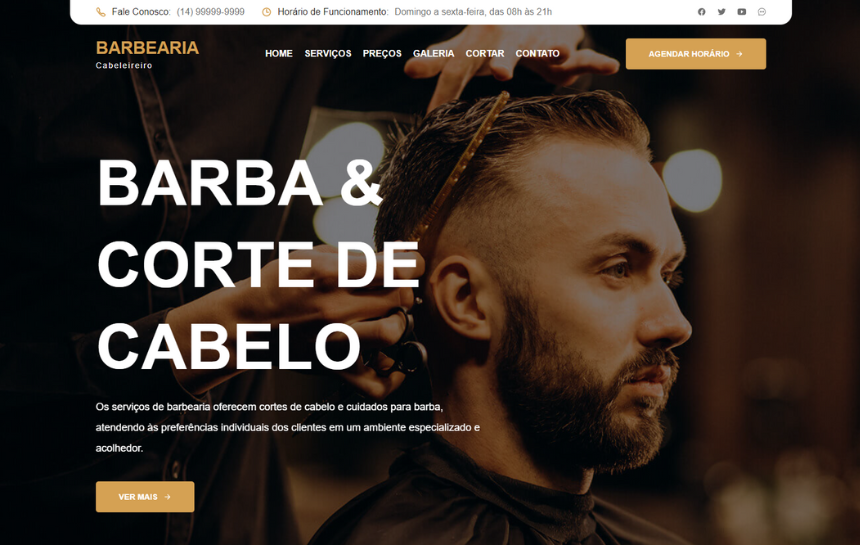 Fale Conosco: (14) 99999-9999 Horário de Funcionamento: Domingo a sexta-feira, das 08h às 21h
BARBEARIA
Cabeleireiro
HOME SERVIÇOS PREÇOS GALERIA CORTAR CONTATO
AGENDAR HORÁRIO →
BARBA &
CORTE DE
CABELO
Os serviços de barbearia oferecem cortes de cabelo e cuidados para barba,
atendendo às preferências individuais dos clientes em um ambiente especializado e
acolhedor.
VER MAIS →